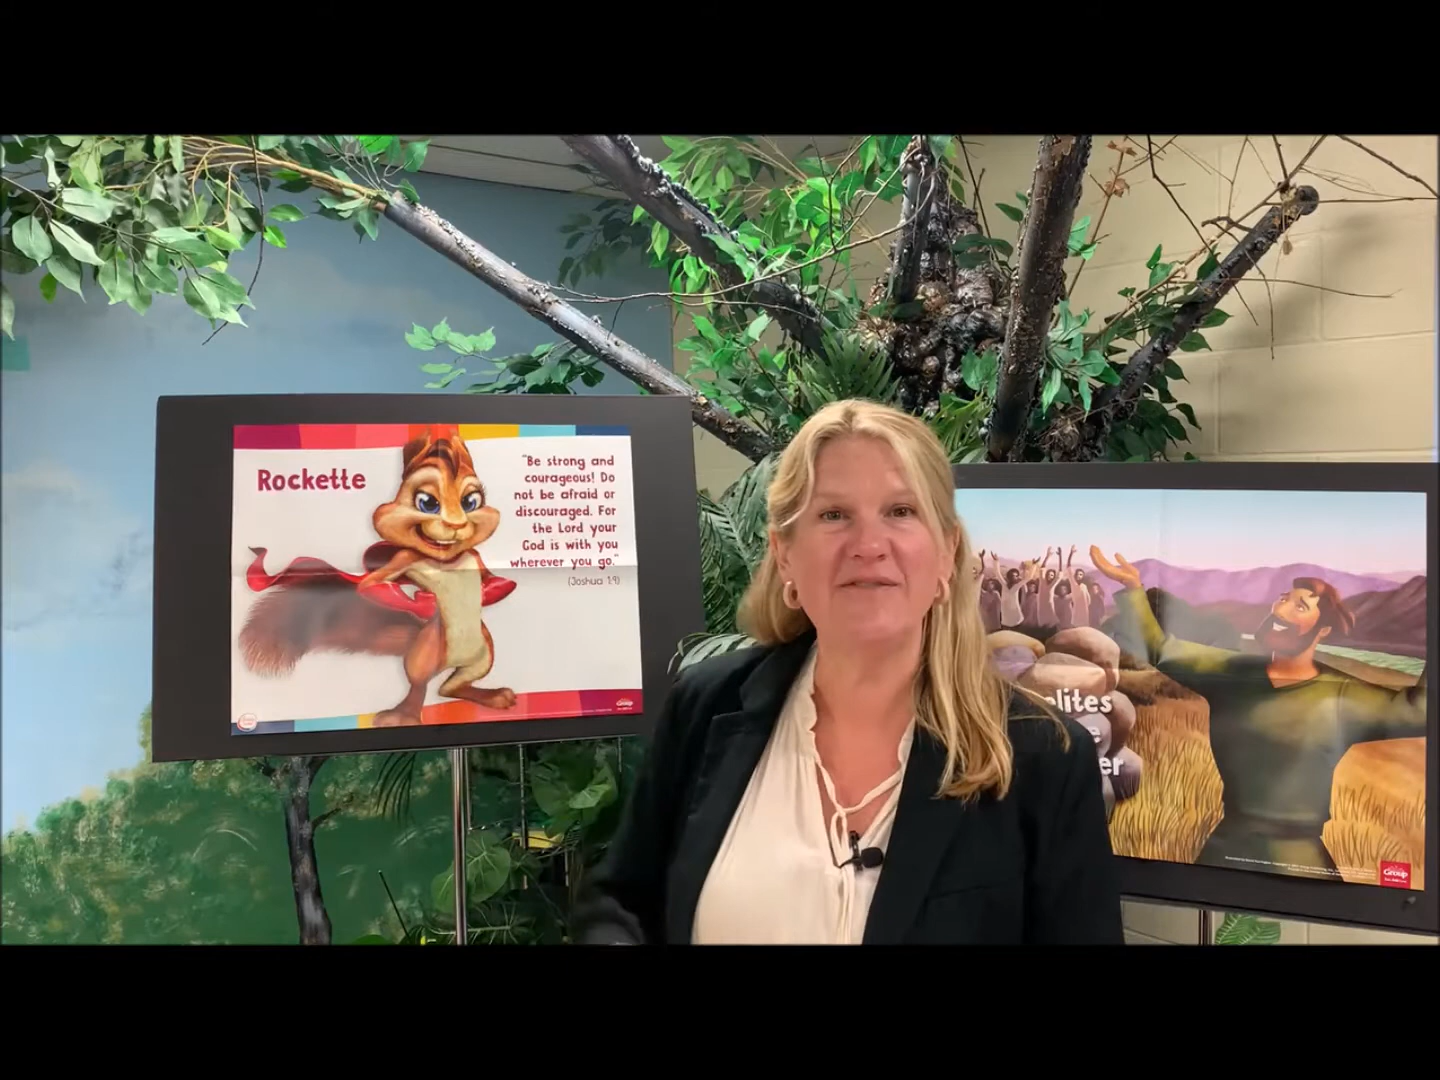 Rockette
"Be strong and
courageous! Do
not be afraid or
discouraged. For
the Lord your
God is with you
wherever you go."
(Joshua 1:9)
Group
elites
e
er
Group